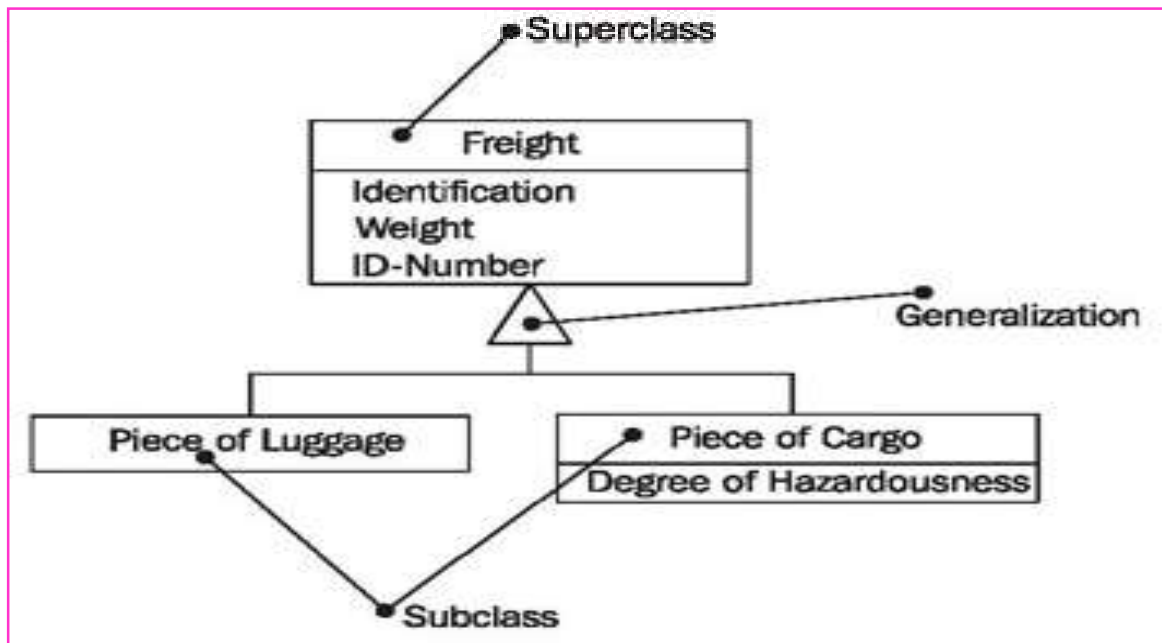 Superclass
Freight
Identification
Weight
ID-Number
Generalization
Piece of Luggage
Piece of Cargo
Degree of Hazardousness
Subclass